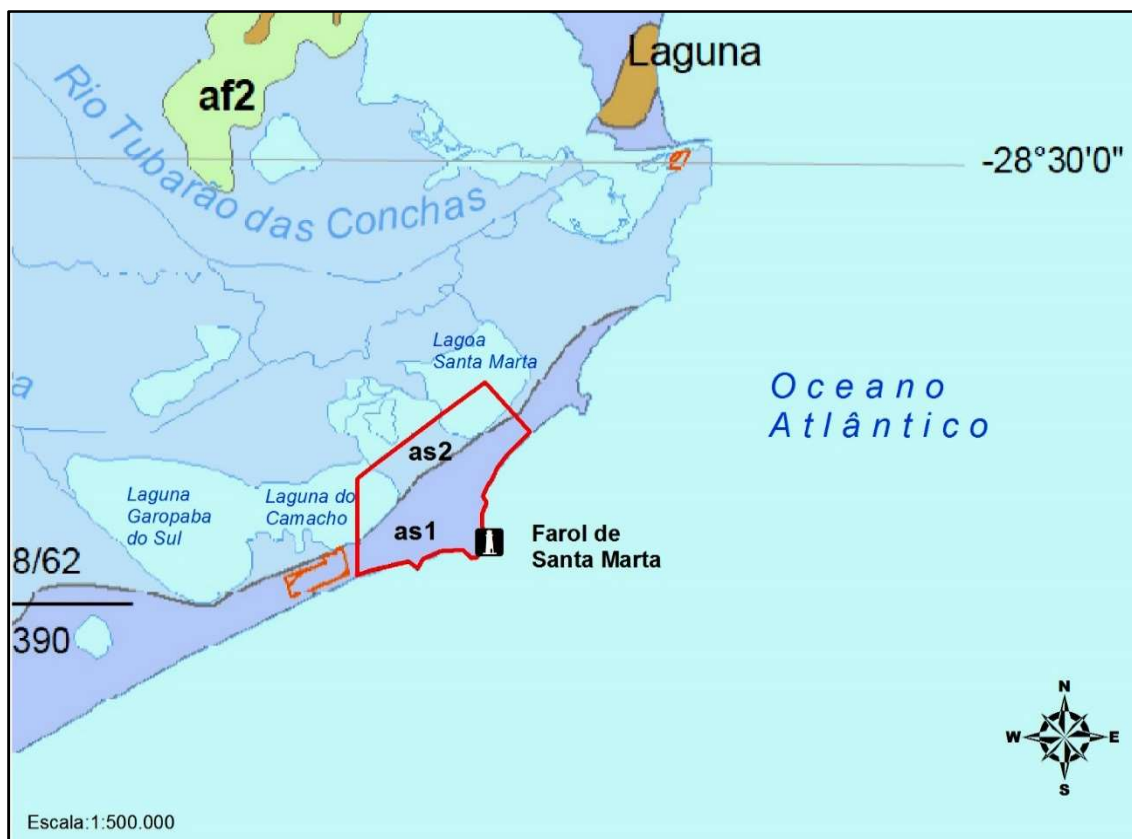 Laguna
af2
Rio Tubarão das Conchas
-28°30'0"
Lagoa
Santa Marta
Oceano
Atlântico
as2
Laguna
Garopaba
do Sul
Laguna do
Camacho
as1
Farol de
Santa Marta
8/62
390
N
W
E
S
Escala:1:500.000